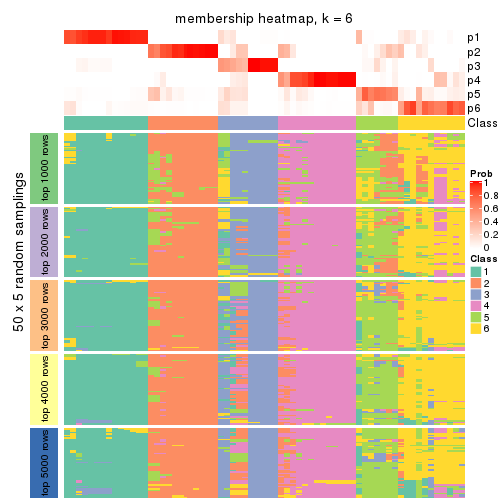 membership heatmap, k = 6
p1
p2
p3
p4
p5
p6
Class
50 x 5 random samplings
top 1000 rows
top 2000 rows
top 3000 rows
top 4000 rows
top 5000 rows
Prob
1
0.8
0.6
0.4
0.2
0
Class
1
2
3
4
5
6